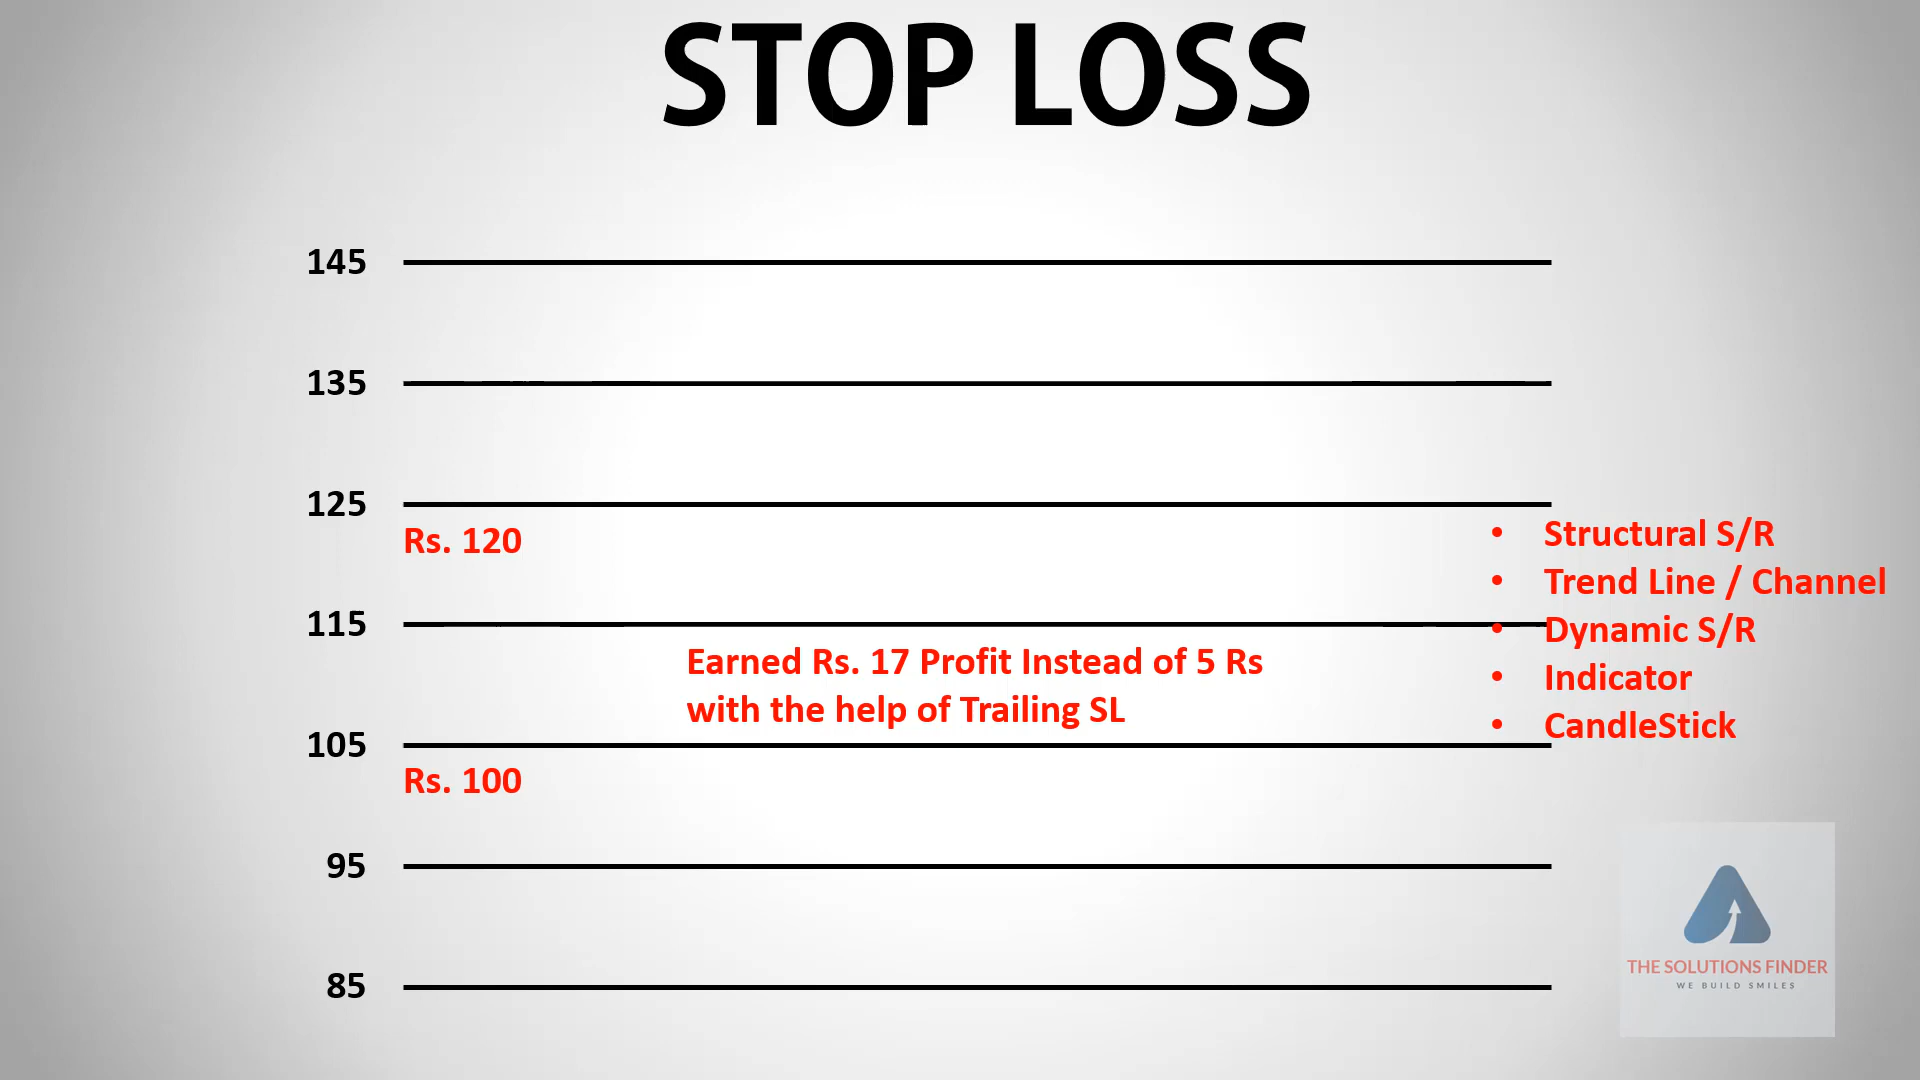 STOP LOSS
145
135
125
Rs. 120
115
Earned Rs. 17 Profit Instead of 5 Rs
with the help of Trailing SL
105
Rs. 100
95
85
• Structural S/R
• Trend Line / Channel
• Dynamic S/R
• Indicator
• CandleStick
THE SOLUTIONS FINDER
WE BUILD SMILES